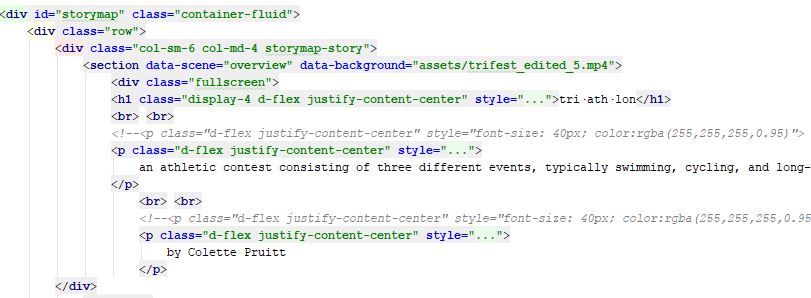 <div id="storymap" class="container-fluid">
<div class="row">
<div class="col-sm-6 col-md-4 storymap-story">
<section data-scene="overview" data-background="assets/trifest_edited_5.mp4">
<div class="fullscreen">
<h1 class="display-4 d-flex justify-content-center" style="...">tri·ath·lon</h1>
<br> <br>
<!--<p class="d-flex justify-content-center" style="font-size: 40px; color:rgba(255,255,255,0.95)">
<p class="d-flex justify-content-center" style="...">
an athletic contest consisting of three different events, typically swimming, cycling, and long-
</p>
<br> <br>
<!--<p class="d-flex justify-content-center" style="font-size: 40px; color:rgba(255,255,255,0.95
<p class="d-flex justify-content-center" style="...">
by Colette Pruitt
</p>
</div>